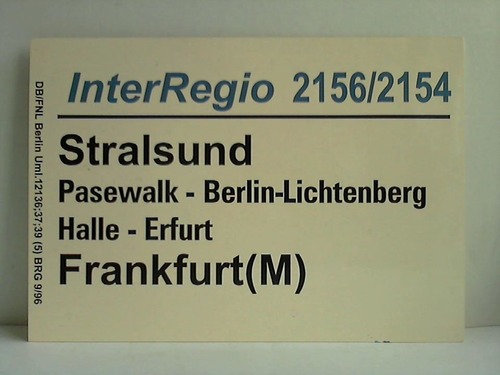 InterRegio 2156/2154
Stralsund
Pasewalk - Berlin-Lichtenberg
Halle - Erfurt
Frankfurt(M)
DB/FNL Berlin Uml.12136;37;39 (5) BRG 9/96